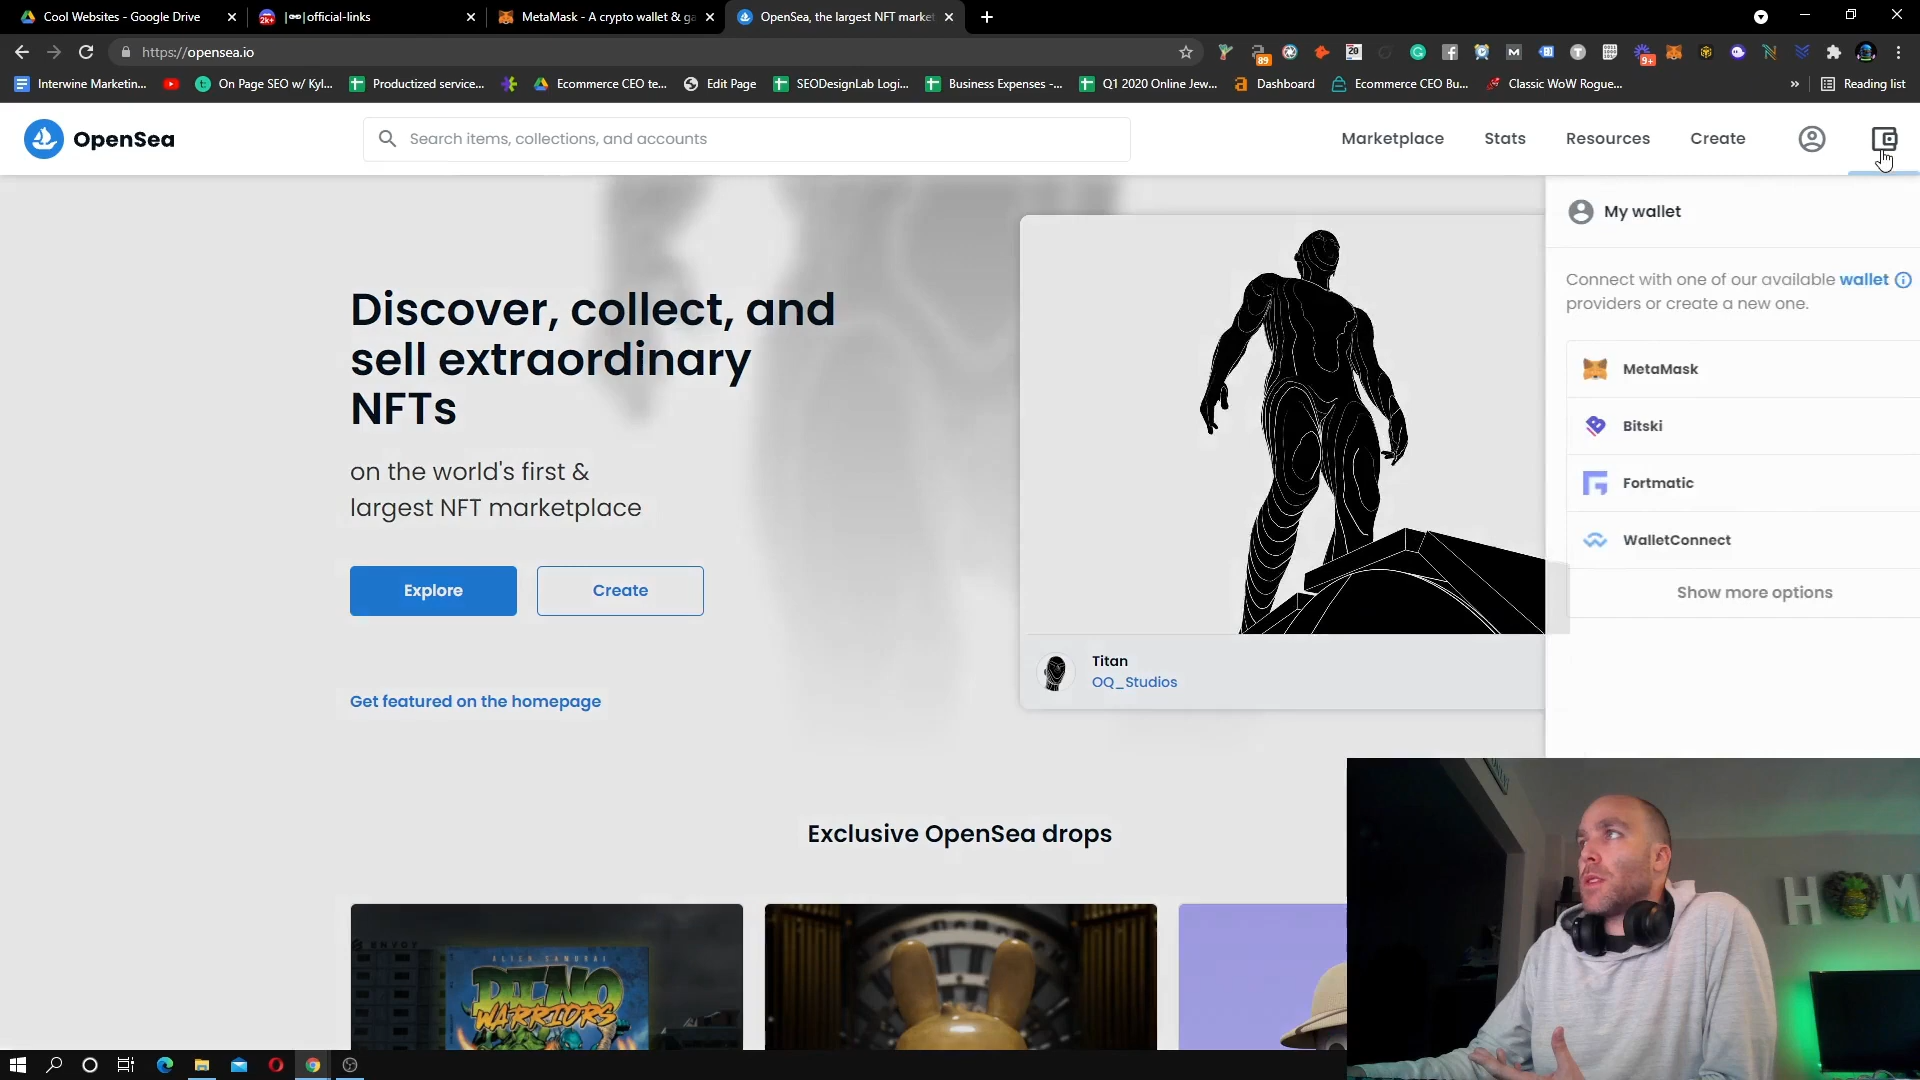 Cool Websites - Google Drive
official-links
MetaMask - A crypto wallet & ga
OpenSea, the largest NFT market
https://opensea.io
Interwine Marketin...
On Page SEO w/ Kyl...
Productized service...
Ecommerce CEO te...
Edit Page
SEODesignLab Logi...
Business Expenses -...
Q1 2020 Online Jew...
Dashboard
Ecommerce CEO Bu...
Classic WoW Rogue...
Reading list
OpenSea
Search items, collections, and accounts
Marketplace
Stats
Resources
Create
My wallet
Connect with one of our available wallet
providers or create a new one.
MetaMask
Bitski
Fortmatic
WalletConnect
Show more options
Discover, collect, and
sell extraordinary
NFTs
on the world's first &
largest NFT marketplace
Explore
Create
Get featured on the homepage
Titan
OQ_Studios
Exclusive OpenSea drops
ALIEN SAMURAI
DINO
WARRIORS
HOM